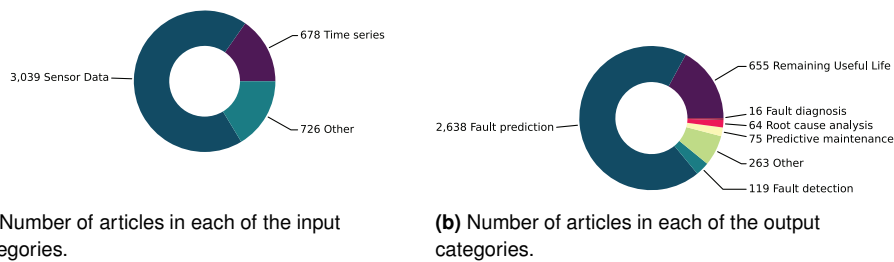 678 Time series
3,039 Sensor Data
726 Other
655 Remaining Useful Life
16 Fault diagnosis
64 Root cause analysis
75 Predictive maintenance
2,638 Fault prediction
263 Other
119 Fault detection
Number of articles in each of the input
egories.
(b) Number of articles in each of the output
categories.